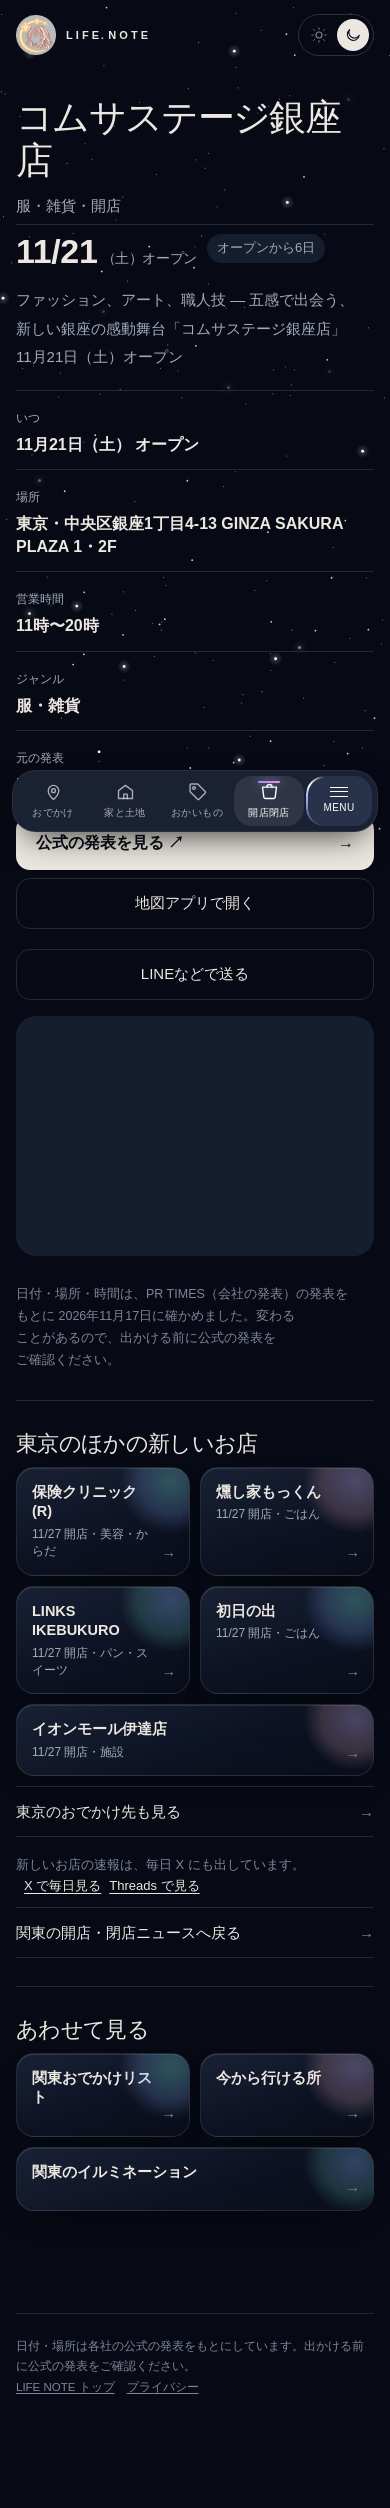 LIFE.NOTE
コムサステージ銀座
店
服・雑貨・開店
11/21 （土）オープン オープンから6日
ファッション、アート、職人技 — 五感で出会う、
新しい銀座の感動舞台「コムサステージ銀座店」
11月21日（土）オープン
いつ
11月21日（土） オープン
場所
東京・中央区銀座1丁目4-13 GINZA SAKURA
PLAZA 1・2F
営業時間
11時〜20時
ジャンル
服・雑貨
元の発表
おでかけ 家と土地 おかいもの 開店閉店 MENU
公式の発表を見る ↗ →
地図アプリで開く
LINEなどで送る
日付・場所・時間は、PR TIMES（会社の発表）の発表を
もとに 2026年11月17日に確かめました。変わる
ことがあるので、出かける前に公式の発表を
ご確認ください。
東京のほかの新しいお店
保険クリニック
(R)
11/27 開店・美容・か
らだ →
燻し家もっくん
11/27 開店・ごはん
→
LINKS
IKEBUKURO
11/27 開店・パン・ス
イーツ →
初日の出
11/27 開店・ごはん
→
イオンモール伊達店
11/27 開店・施設 →
東京のおでかけ先も見る →
新しいお店の速報は、毎日 X にも出しています。
X で毎日見る Threads で見る
関東の開店・閉店ニュースへ戻る →
あわせて見る
関東おでかけリス
ト →
今から行ける所
→
関東のイルミネーション
→
日付・場所は各社の公式の発表をもとにしています。出かける前
に公式の発表をご確認ください。
LIFE NOTE トップ プライバシー